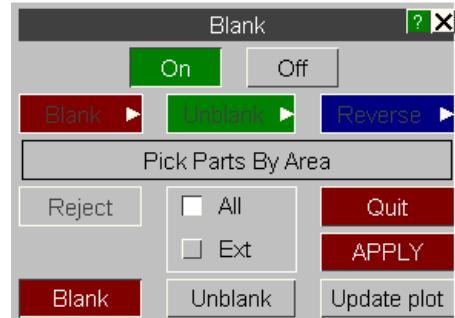 Blank ? X
On Off
Blank Unblank Reverse
Pick Parts By Area
Reject All Quit
Ext APPLY
Blank Unblank Update plot